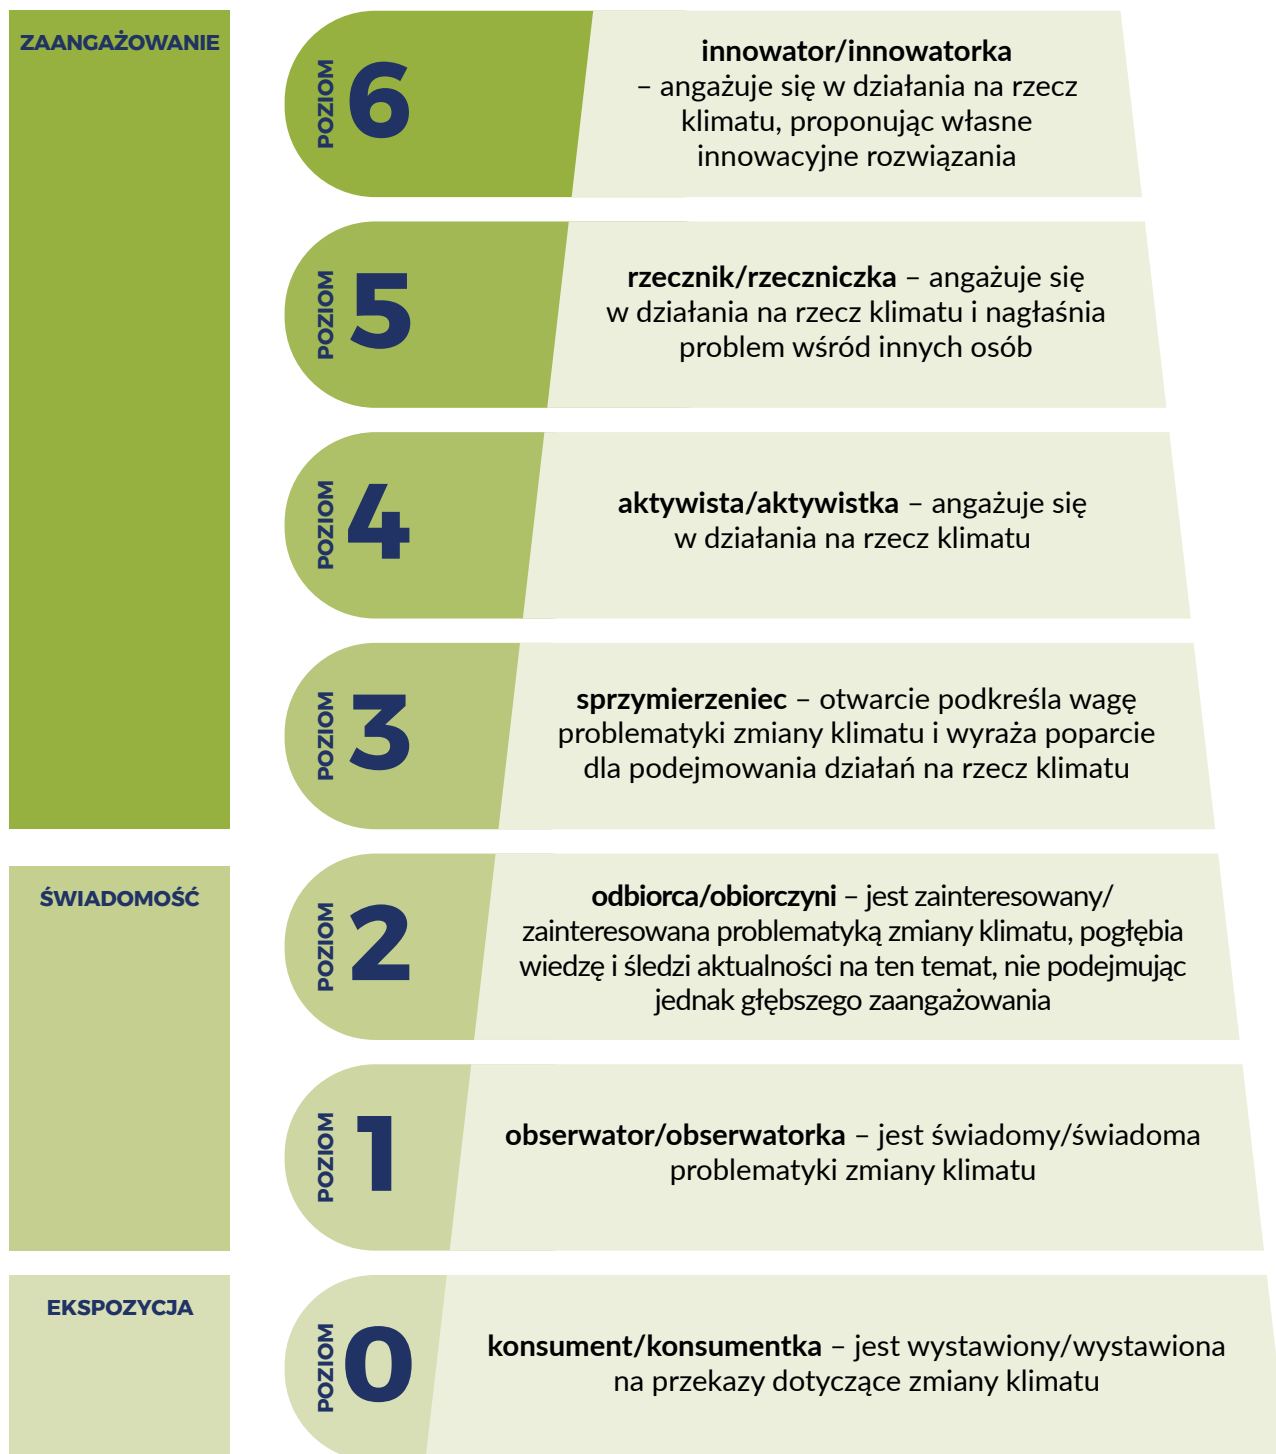 ZAANGAŻOWANIE
POZIOM 6
innowator/innowatorka
– angażuje się w działania na rzecz
klimatu, proponując własne
innowacyjne rozwiązania
POZIOM 5
rzecznik/rzeczniczka – angażuje się
w działania na rzecz klimatu i nagłaśnia
problem wśród innych osób
POZIOM 4
aktywista/aktywistka – angażuje się
w działania na rzecz klimatu
POZIOM 3
sprzymierzeniec – otwarcie podkreśla wagę
problematyki zmiany klimatu i wyraża poparcie
dla podejmowania działań na rzecz klimatu
ŚWIADOMOŚĆ
POZIOM 2
odbiorca/obiorczyni – jest zainteresowany/
zainteresowana problematyką zmiany klimatu, pogłębia
wiedzę i śledzi aktualności na ten temat, nie podejmując
jednak głębszego zaangażowania
POZIOM 1
obserwator/obserwatorka – jest świadomy/świadoma
problematyki zmiany klimatu
EKSPOZYCJA
POZIOM 0
konsument/konsumentka – jest wystawiony/wystawiona
na przekazy dotyczące zmiany klimatu